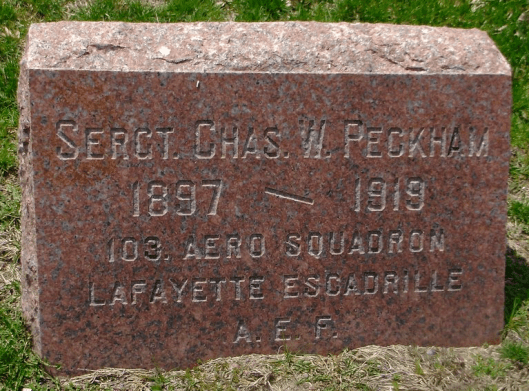 SERGT. CHAS. W. PECKHAM
1897 — 1919
103. AERO SQUADRON
LAFAYETTE ESCADRILLE
A. E. F.